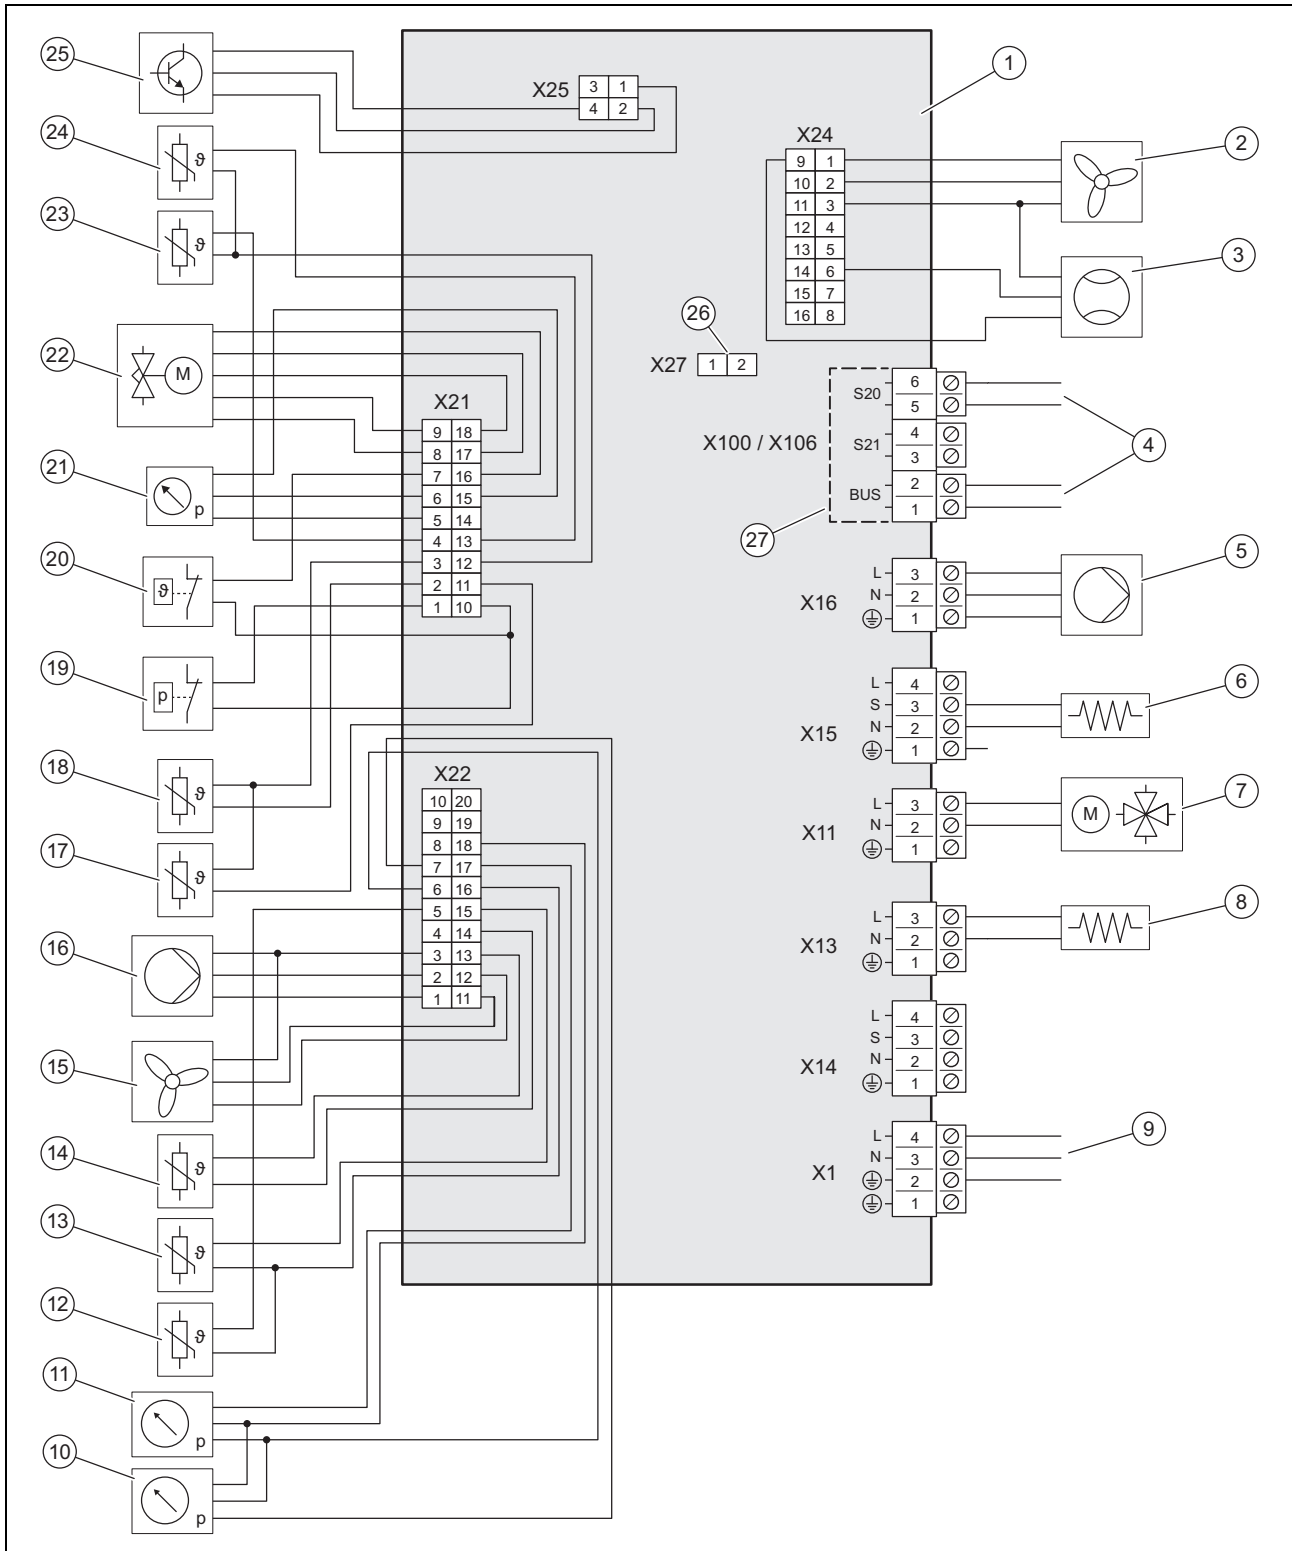 25
24
23
22
21
20
19
18
17
16
15
14
13
12
11
10
ϑ
ϑ
M
p
ϑ
p
ϑ
ϑ
ϑ
ϑ
ϑ
p
p
X25
3 1
4 2
X24
9 1
10 2
11 3
12 4
13 5
14 6
15 7
16 8
26
X27 1 2
X21
9 18
8 17
7 16
6 15
5 14
4 13
3 12
2 11
1 10
X22
10 20
9 19
8 18
7 17
6 16
5 15
4 14
3 13
2 12
1 11
X100 / X106
S20 6
5
S21 4
3
BUS 2
1
27
X16
L 3
N 2
1
X15
L 4
S 3
N 2
1
X11
L 3
N 2
1
X13
L 3
N 2
1
X14
L 4
S 3
N 2
1
X1
L 4
N 3
2
1
1
2
3
4
5
6
M
7
8
9